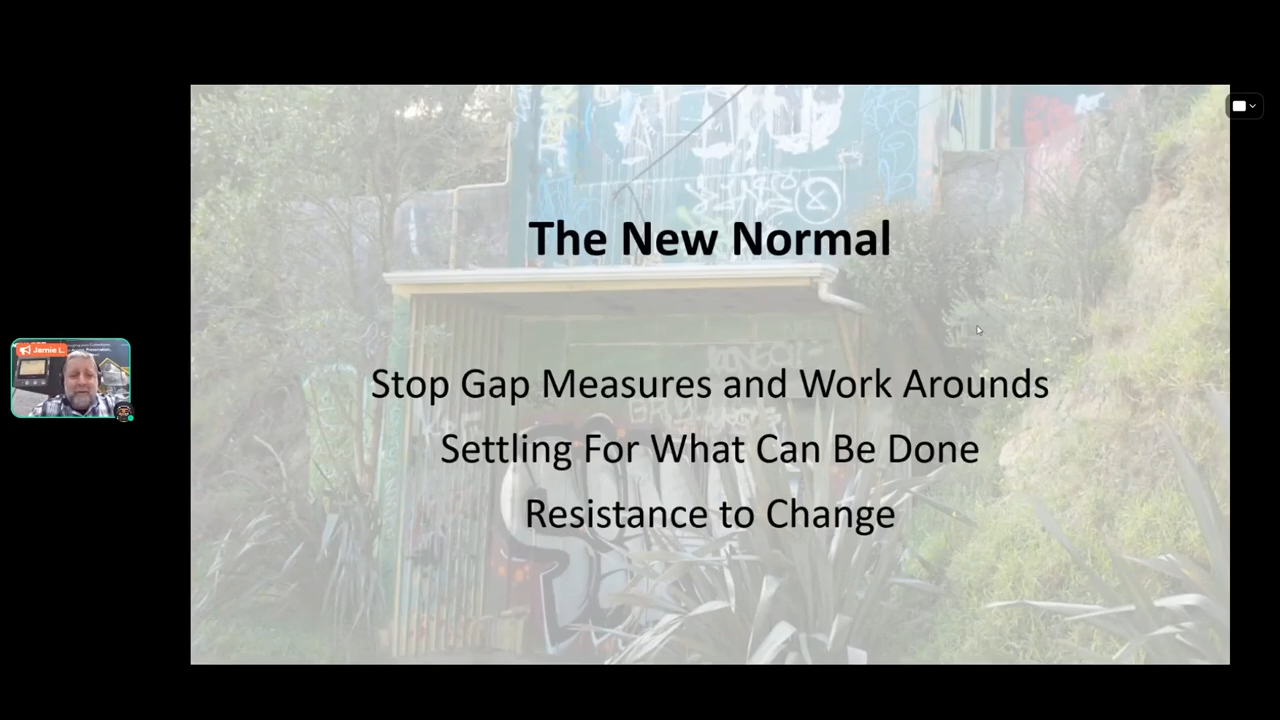 The New Normal
Jamie L.
Stop Gap Measures and Work Arounds
Settling For What Can Be Done
Resistance to Change